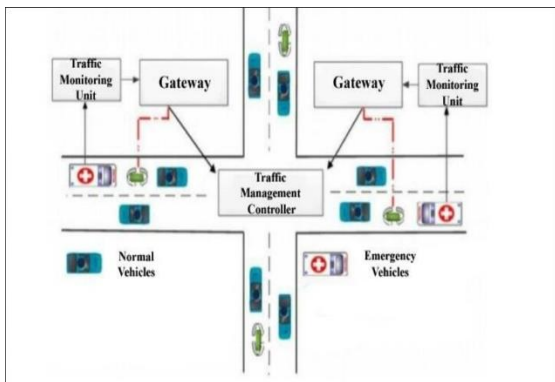 Traffic
Monitoring
Unit
Gateway
Gateway
Traffic
Monitoring
Unit
Traffic
Management
Controller
Normal
Vehicles
Emergency
Vehicles